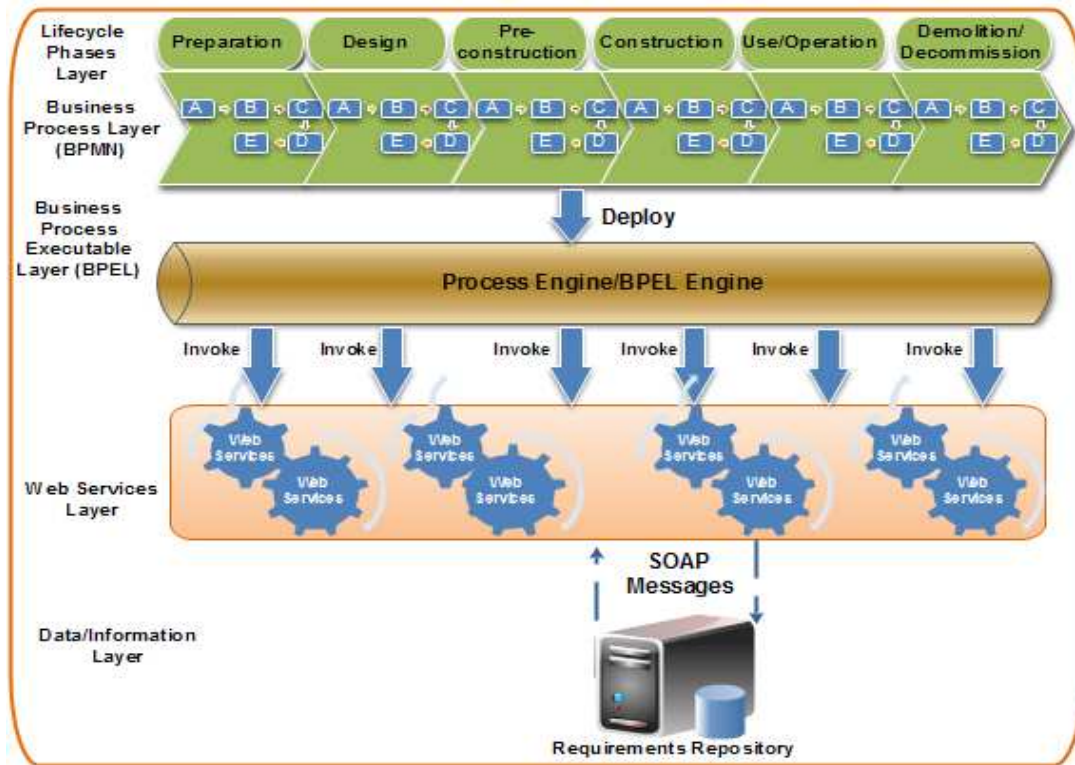 Lifecycle
Phases
Layer
Preparation
Design
Pre-
construction
Construction
Use/Operation
Demolition/
Decommission
Business
Process Layer
(BPMN)
A B C
E D
A B C
E D
A B C
E D
A B C
E D
A B C
E D
A B C
E D
Business
Process
Executable
Layer (BPEL)
Deploy
Process Engine/BPEL Engine
Invoke
Invoke
Invoke
Invoke
Invoke
Invoke
Web Services
Layer
Web
Services
Web
Services
Web
Services
Web
Services
Web
Services
Web
Services
Web
Services
Web
Services
SOAP
Messages
Data/Information
Layer
Requirements Repository